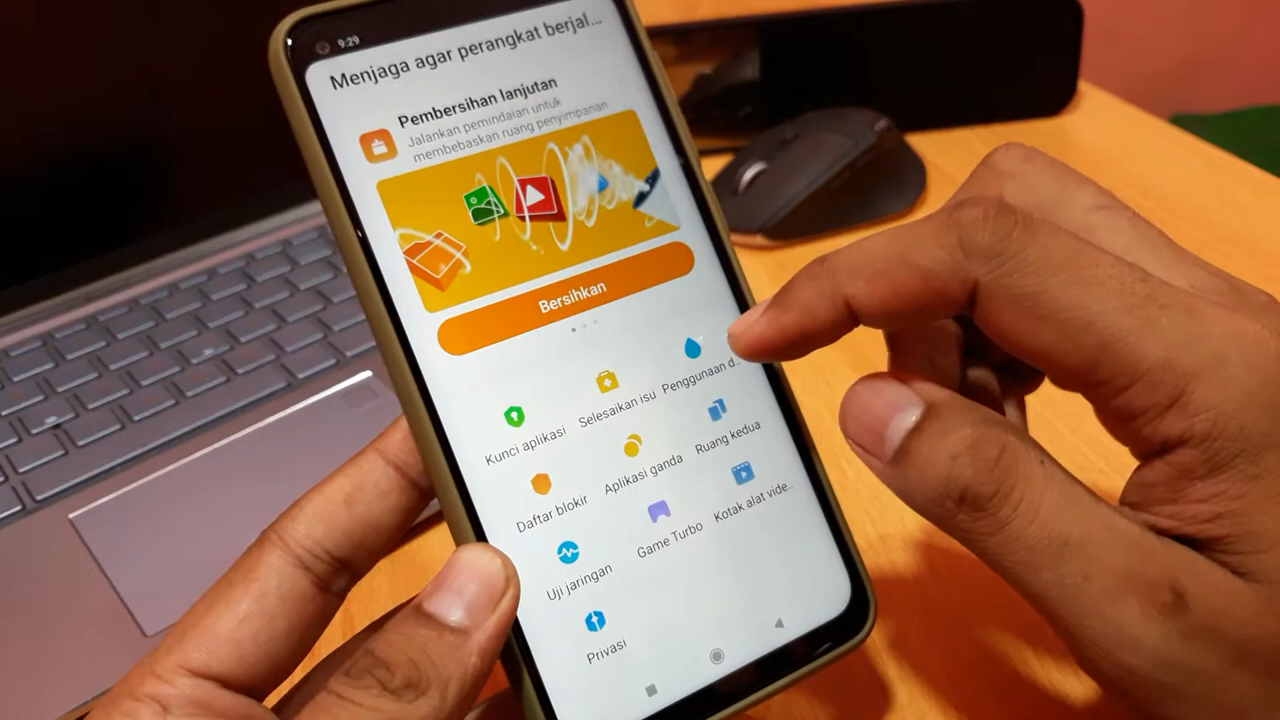 9:29
Menjaga agar perangkat berjal...
Pembersihan lanjutan
Jalankan pemindaian untuk
membebaskan ruang penyimpanan
Bersihkan
Kunci aplikasi
Selesaikan isu
Penggunaan d...
Daftar blokir
Aplikasi ganda
Ruang kedua
Uji jaringan
Game Turbo
Kotak alat vide...
Privasi